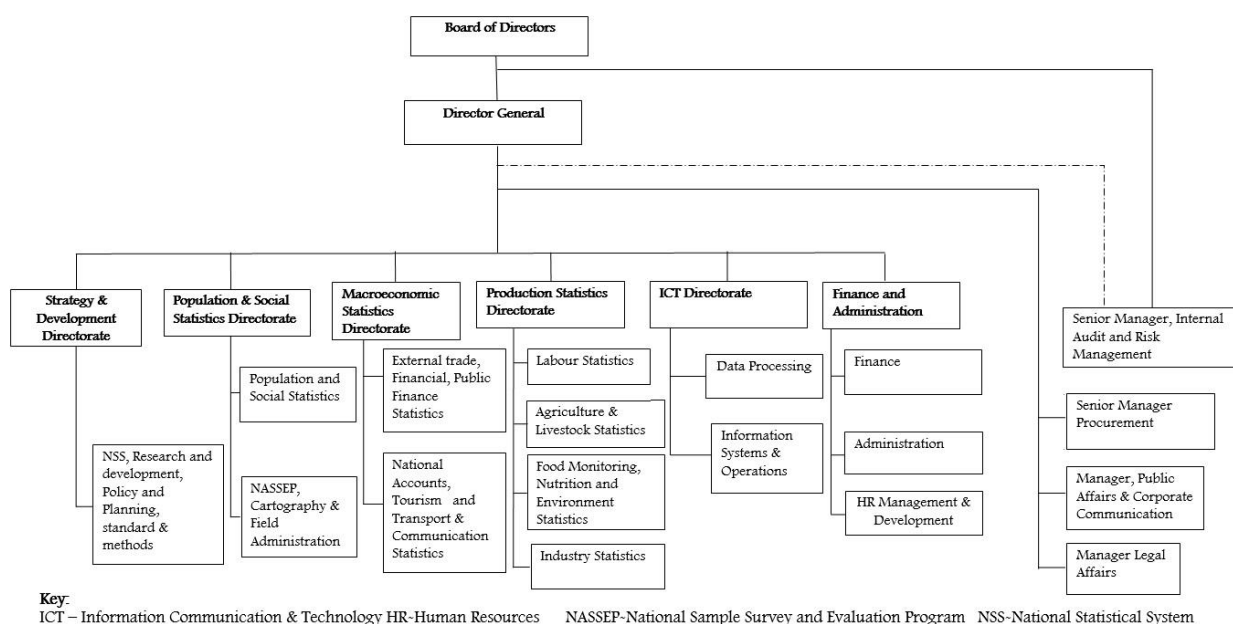 Board of Directors
Director General
Strategy &
Development
Directorate
Population & Social
Statistics Directorate
Macroeconomic
Statistics
Directorate
Production Statistics
Directorate
ICT Directorate
Finance and
Administration
Senior Manager, Internal
Audit and Risk
Management
NSS, Research and
development,
Policy and
Planning,
standard &
methods
Population and
Social Statistics
NASSEP,
Cartography &
Field
Administration
External trade,
Financial, Public
Finance
Statistics
National
Accounts,
Tourism and
Transport &
Communication
Statistics
Labour Statistics
Agriculture &
Livestock Statistics
Food Monitoring,
Nutrition and
Environment
Statistics
Industry Statistics
Data Processing
Information
Systems &
Operations
Finance
Administration
HR Management &
Development
Senior Manager
Procurement
Manager, Public
Affairs & Corporate
Communication
Manager Legal
Affairs
Key:
ICT – Information Communication & Technology HR-Human Resources NASSEP-National Sample Survey and Evaluation Program NSS-National Statistical System